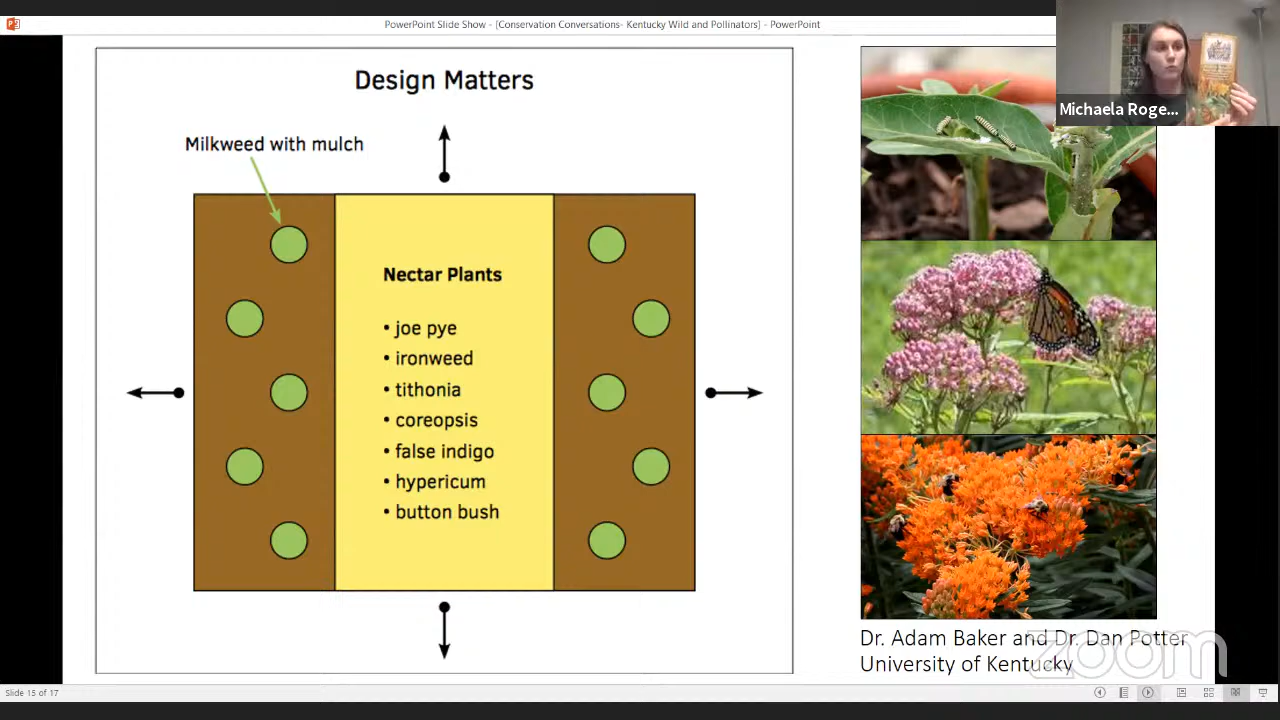 PowerPoint Slide Show - [Conservation Conversations- Kentucky Wild and Pollinators] - PowerPoint
Michaela Roge...
Design Matters
Milkweed with mulch
Nectar Plants
• joe pye
• ironweed
• tithonia
• coreopsis
• false indigo
• hypericum
• button bush
Dr. Adam Baker and Dr. Dan Potter
University of Kentucky
zoom
Slide 15 of 17